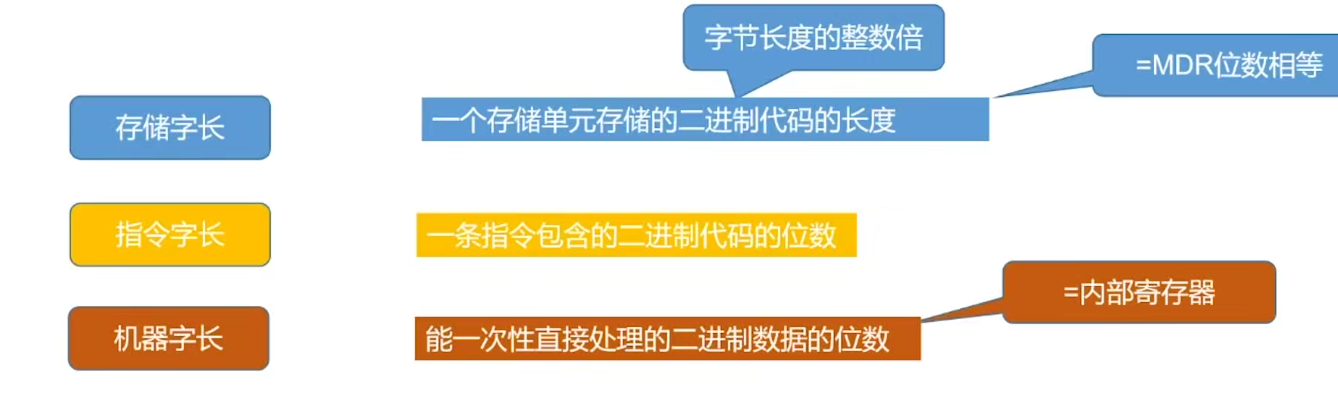 字节长度的整数倍
=MDR位数相等
存储字长
一个存储单元存储的二进制代码的长度
指令字长
一条指令包含的二进制代码的位数
=内部寄存器
机器字长
能一次性直接处理的二进制数据的位数